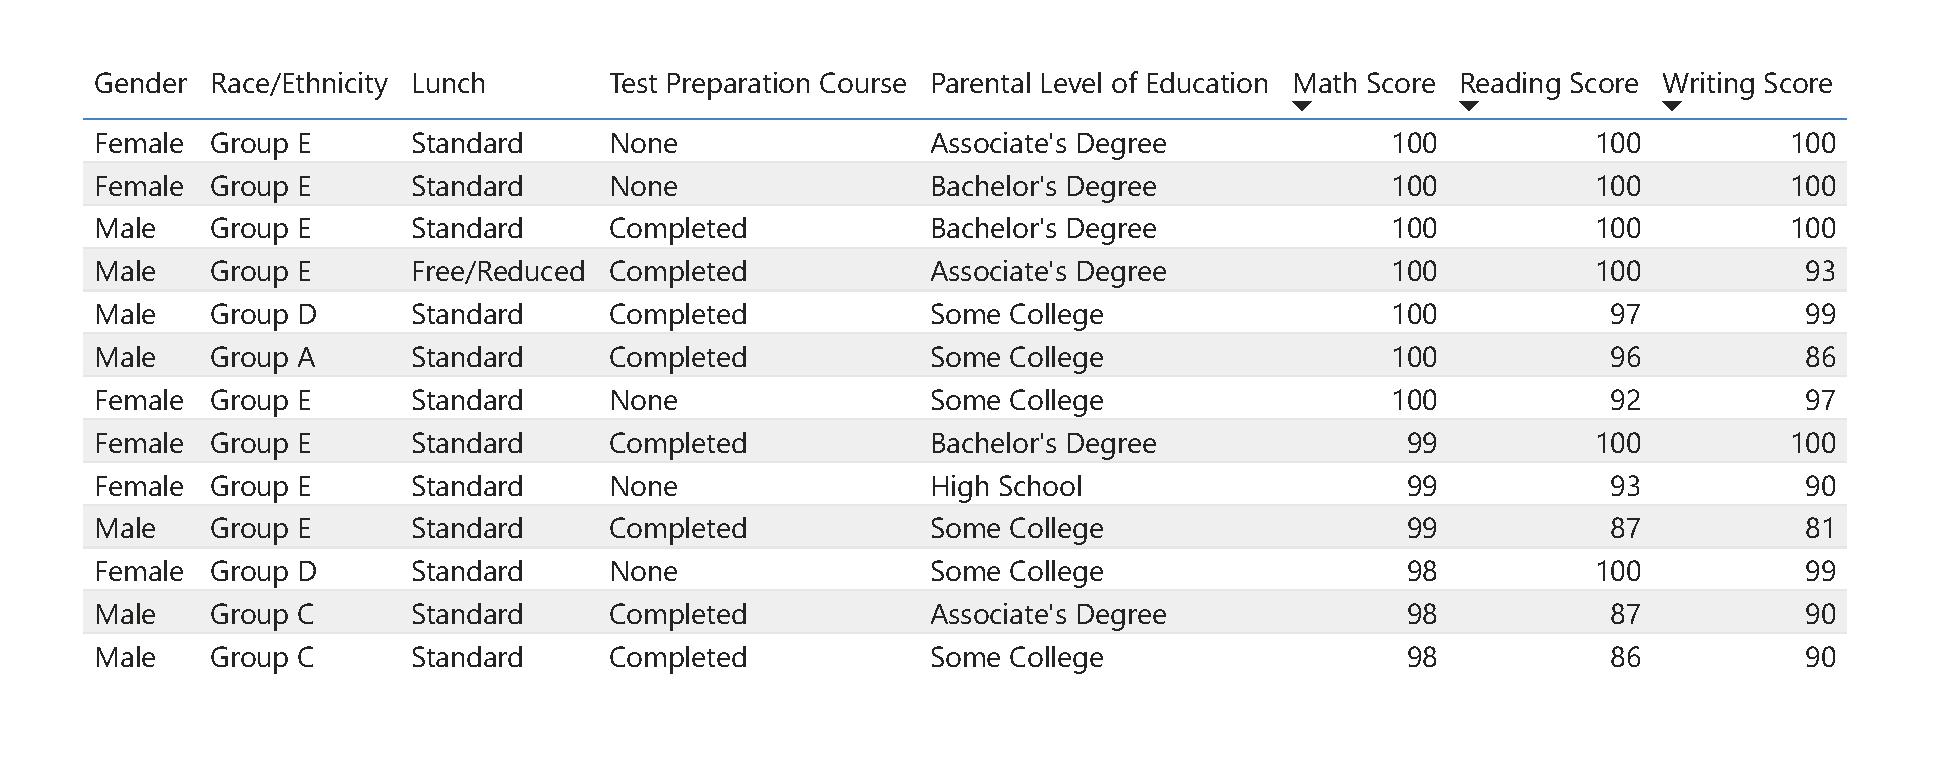 Gender Race/Ethnicity Lunch Test Preparation Course Parental Level of Education Math Score Reading Score Writing Score
Female Group E Standard None Associate's Degree 100 100 100
Female Group E Standard None Bachelor's Degree 100 100 100
Male Group E Standard Completed Bachelor's Degree 100 100 100
Male Group E Free/Reduced Completed Associate's Degree 100 100 93
Male Group D Standard Completed Some College 100 97 99
Male Group A Standard Completed Some College 100 96 86
Female Group E Standard None Some College 100 92 97
Female Group E Standard Completed Bachelor's Degree 99 100 100
Female Group E Standard None High School 99 93 90
Male Group E Standard Completed Some College 99 87 81
Female Group D Standard None Some College 98 100 99
Male Group C Standard Completed Associate's Degree 98 87 90
Male Group C Standard Completed Some College 98 86 90